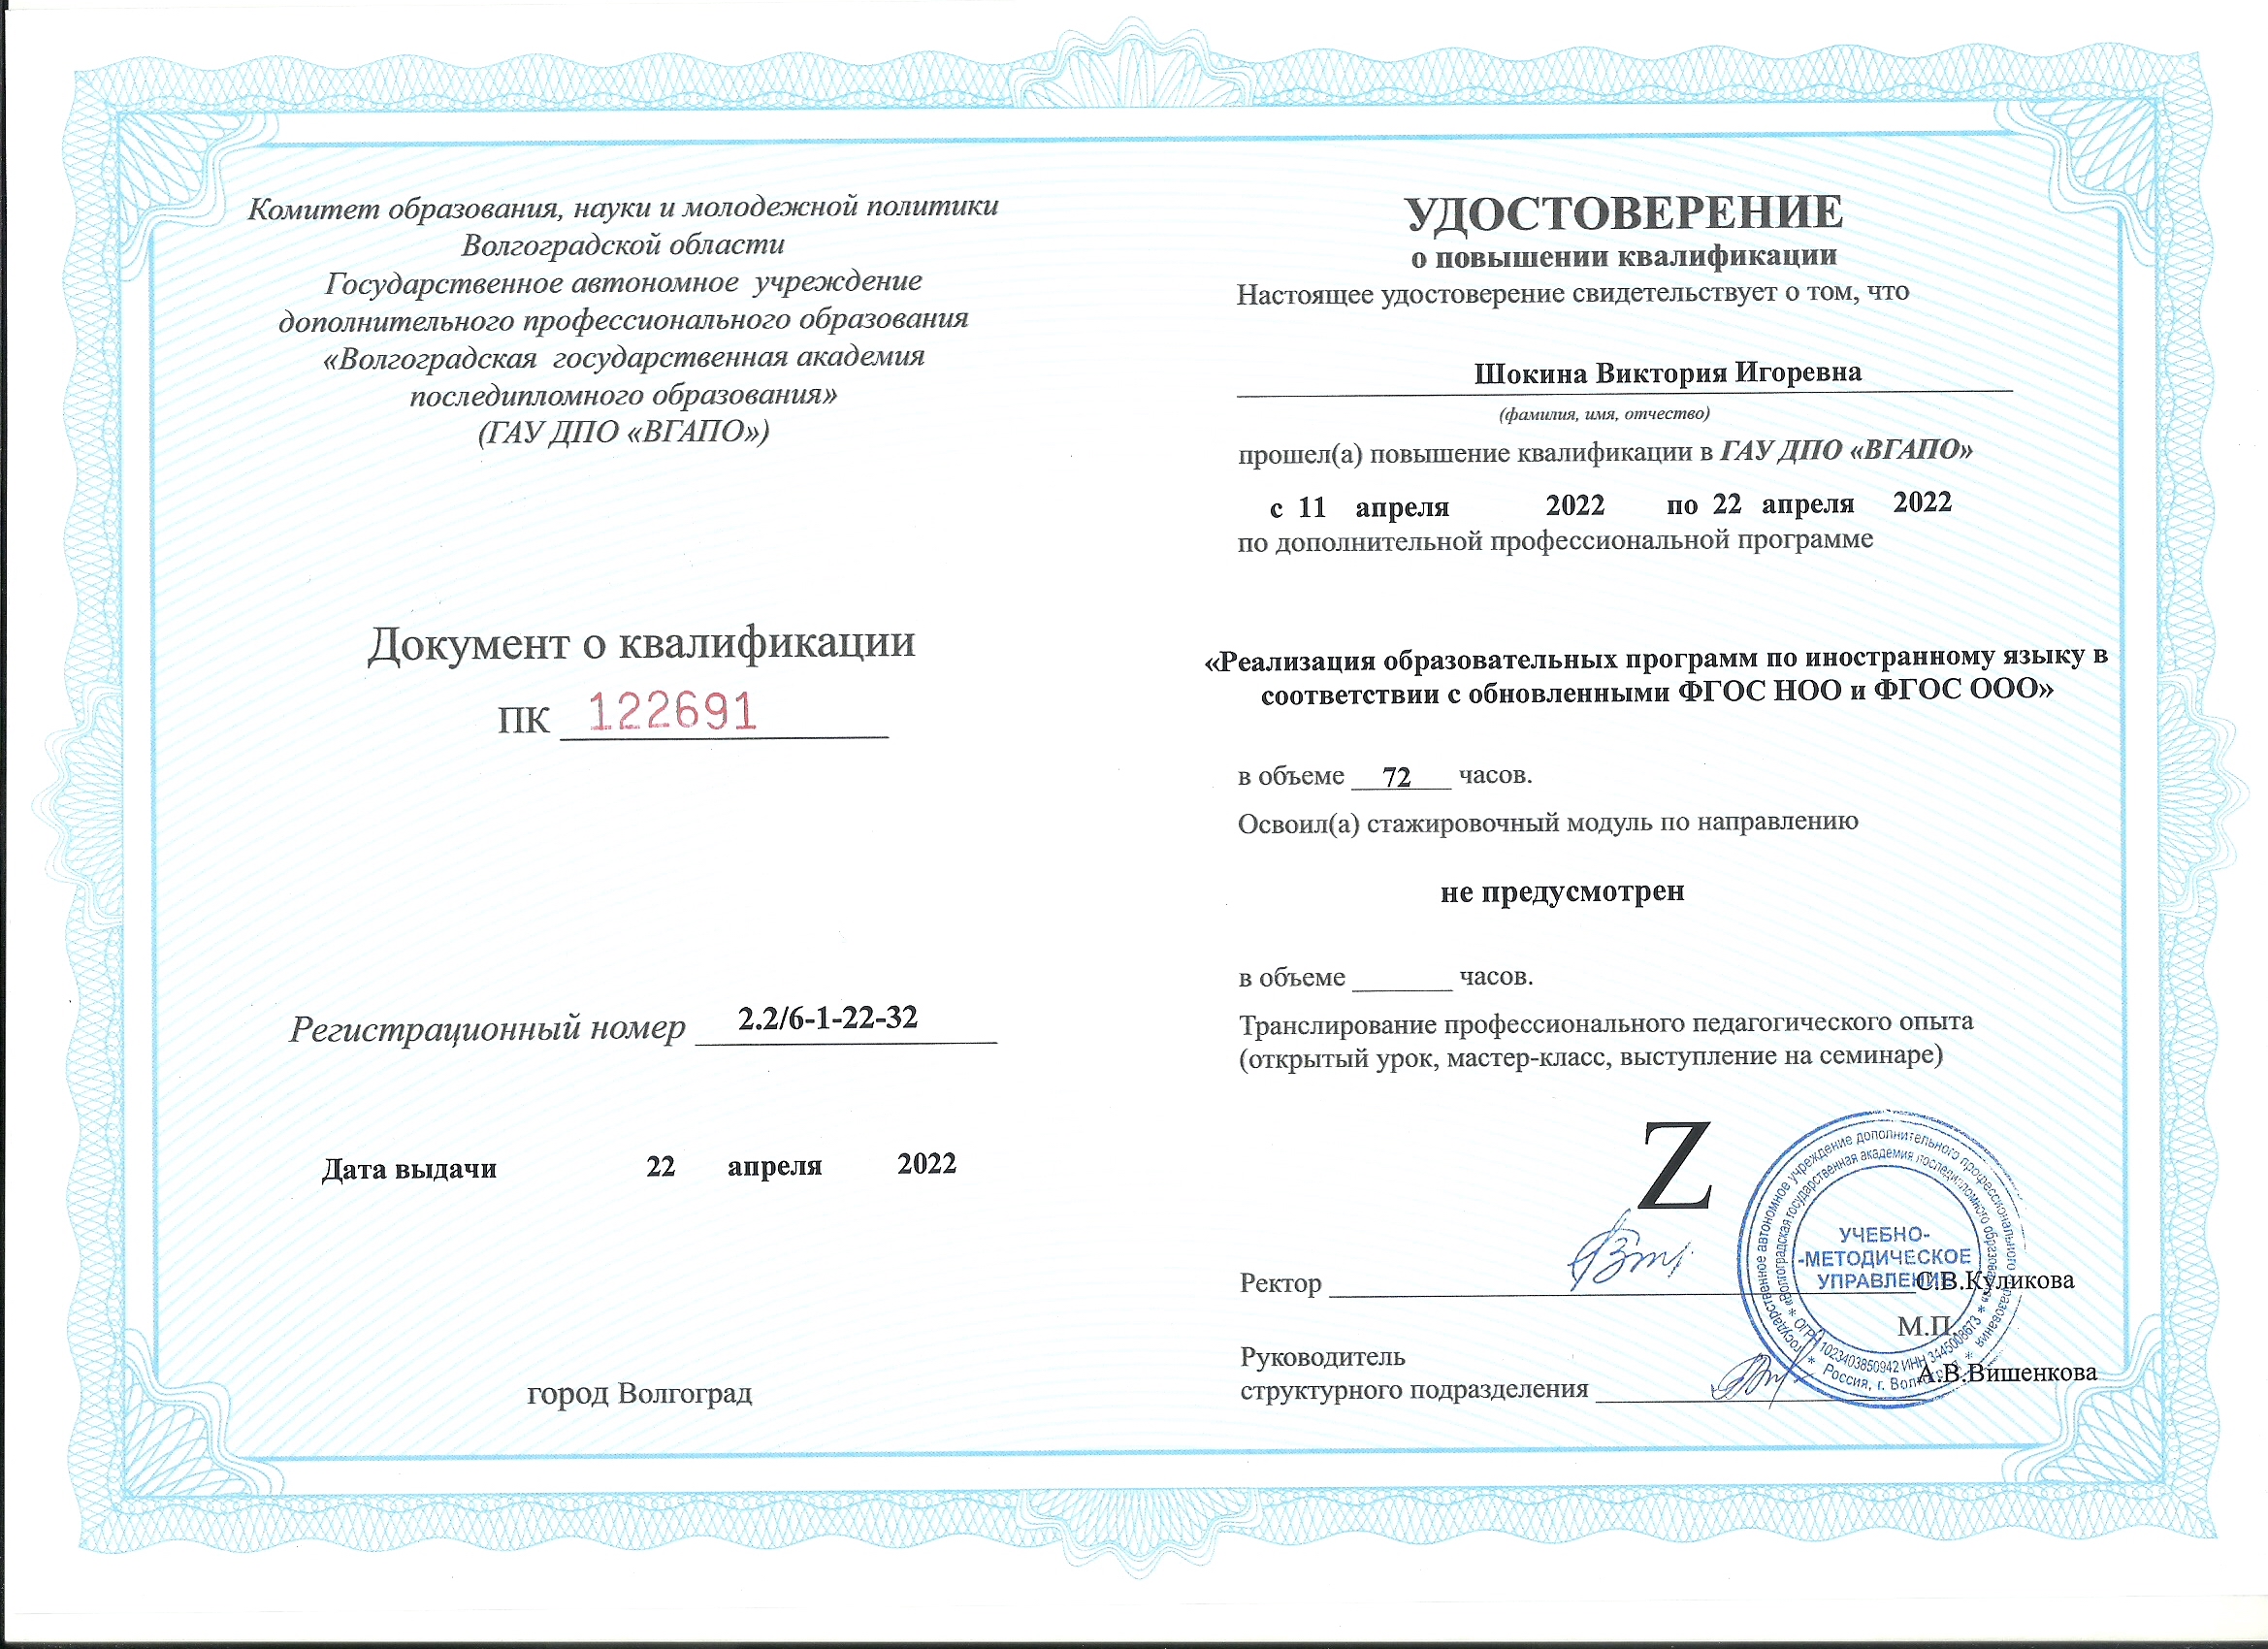 Комитет образования, науки и молодежной политики
Волгоградской области
Государственное автономное учреждение
дополнительного профессионального образования
«Волгоградская государственная академия
последипломного образования»
(ГАУ ДПО «ВГАПО»)
Документ о квалификации
ПК 122691
Регистрационный номер 2.2/6-1-22-32
Дата выдачи 22 апреля 2022
город Волгоград
УДОСТОВЕРЕНИЕ
о повышении квалификации
Настоящее удостоверение свидетельствует о том, что
Шокина Виктория Игоревна
(фамилия, имя, отчество)
прошел(а) повышение квалификации в ГАУ ДПО «ВГАПО»
с 11 апреля 2022 по 22 апреля 2022
по дополнительной профессиональной программе
«Реализация образовательных программ по иностранному языку в
соответствии с обновленными ФГОС НОО и ФГОС ООО»
в объеме 72 часов.
Освоил(а) стажировочный модуль по направлению
не предусмотрен
в объеме часов.
Транслирование профессионального педагогического опыта
(открытый урок, мастер-класс, выступление на семинаре)
Z
Ректор С.В.Куликова
М.П.
Руководитель
структурного подразделения А.В.Вишенкова
Государственное автономное учреждение дополнительного профессионального образования
«Волгоградская государственная академия последипломного образования»
ОГРН 1023403850942 ИНН 3445008673
Россия, г.
УЧЕБНО-
-МЕТОДИЧЕСКОЕ
УПРАВЛЕНИЕ